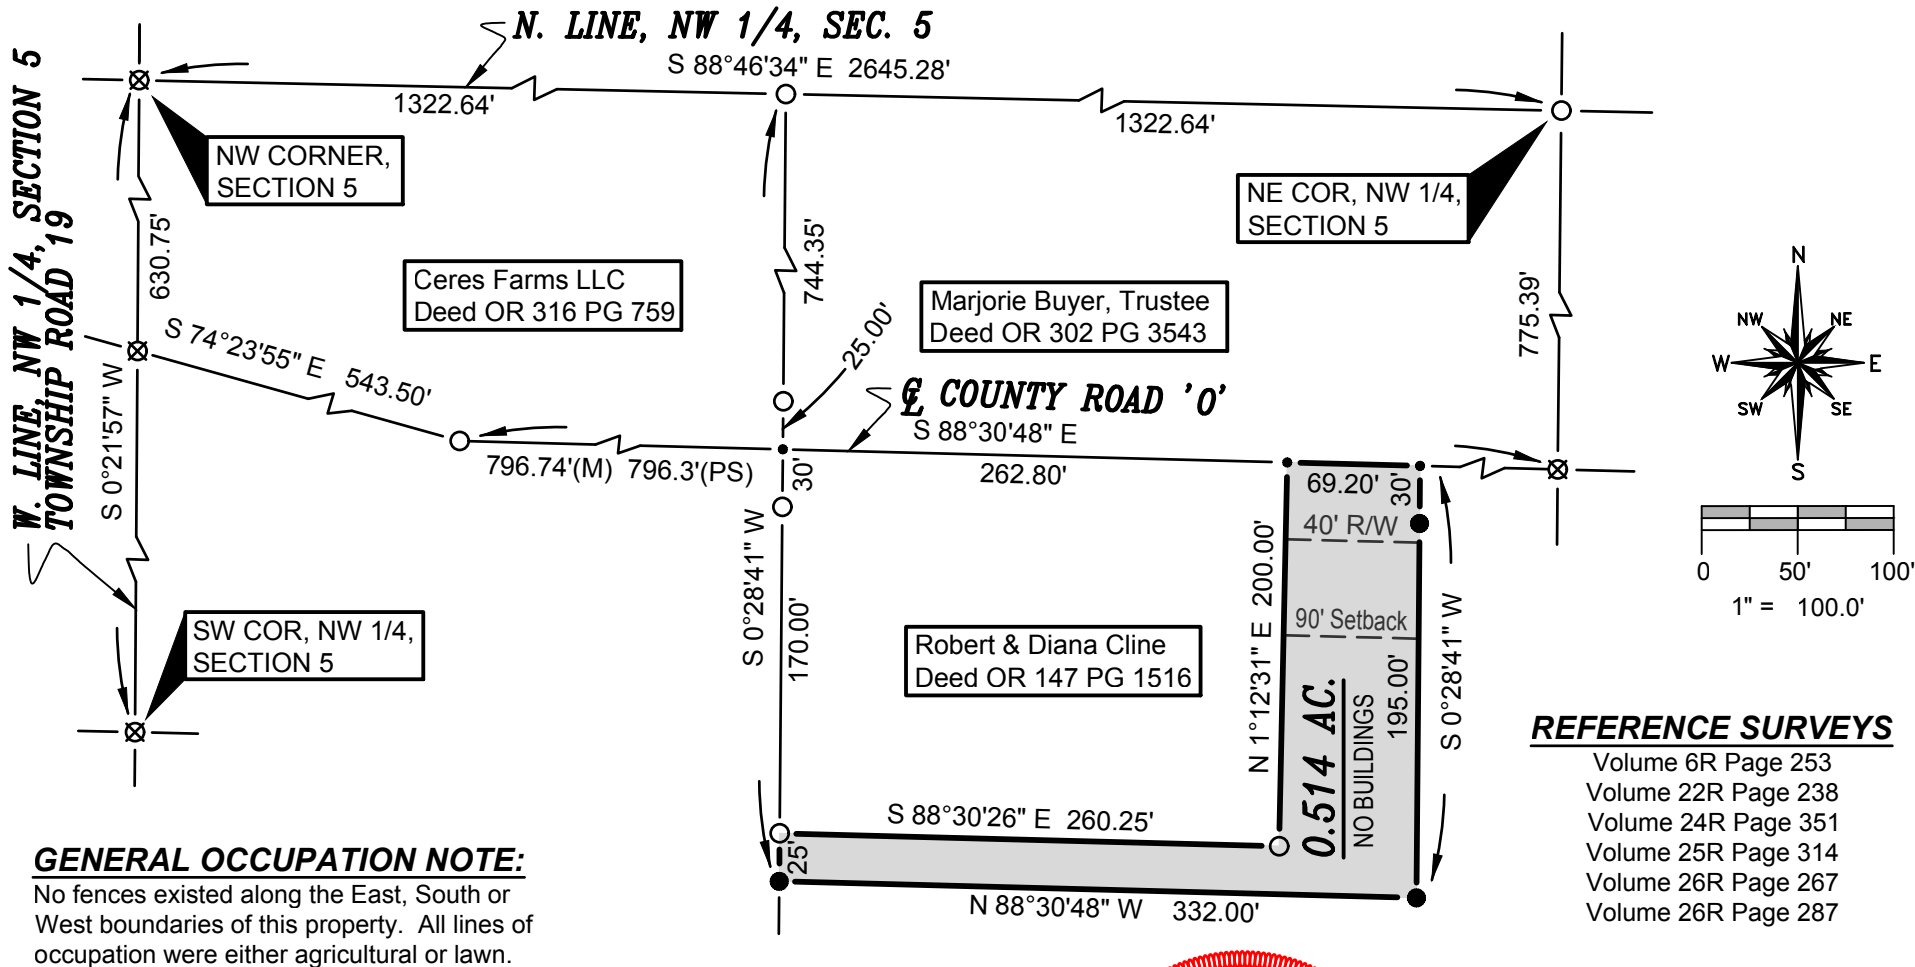 N. LINE, NW 1/4, SEC. 5
S 88°46'34" E 2645.28'
1322.64'
1322.64'
W. LINE, NW 1/4, SECTION 5
TOWNSHIP ROAD 19
NW CORNER,
SECTION 5
NE COR, NW 1/4,
SECTION 5
630.75'
744.35'
775.39'
Ceres Farms LLC
Deed OR 316 PG 759
Marjorie Buyer, Trustee
Deed OR 302 PG 3543
25.00'
S 74°23'55" E 543.50'
℄ COUNTY ROAD 'O'
S 88°30'48" E
796.74'(M) 796.3'(PS)
30'
262.80'
69.20'
30'
40' R/W
S 0°21'57" W
S 0°28'41" W
170.00'
N 1°12'31" E 200.00'
90' Setback
195.00'
S 0°28'41" W
SW COR, NW 1/4,
SECTION 5
Robert & Diana Cline
Deed OR 147 PG 1516
0.514 AC.
NO BUILDINGS
S 88°30'26" E 260.25'
25'
N 88°30'48" W 332.00'
N
NE
E
SE
S
SW
W
NW
0 50' 100'
1" = 100.0'
REFERENCE SURVEYS
Volume 6R Page 253
Volume 22R Page 238
Volume 24R Page 351
Volume 25R Page 314
Volume 26R Page 267
Volume 26R Page 287
GENERAL OCCUPATION NOTE:
No fences existed along the East, South or
West boundaries of this property. All lines of
occupation were either agricultural or lawn.